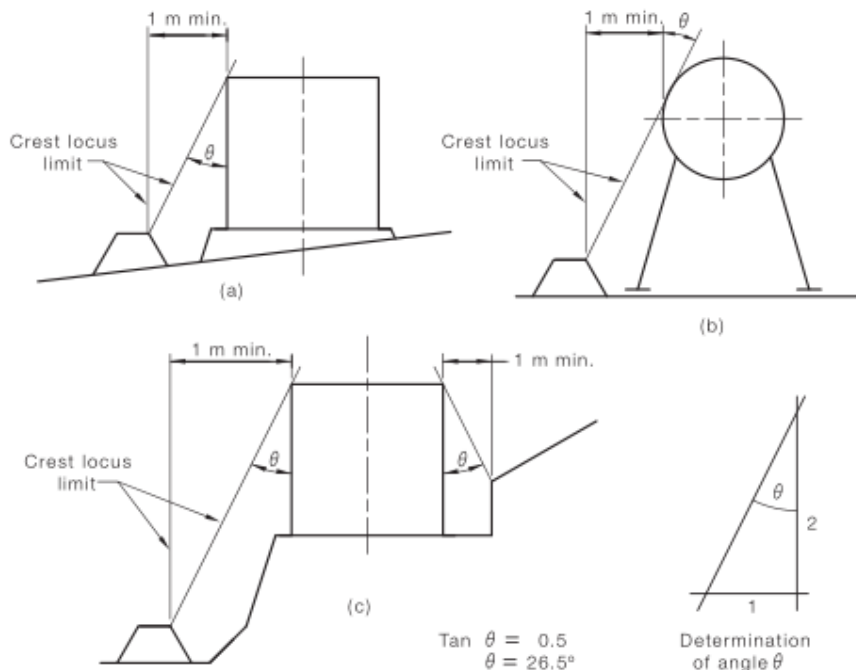 1 m min.
θ
Crest locus
limit
θ
(a)
1 m min.
θ
Crest locus
limit
(b)
1 m min.
1 m min.
Crest locus
limit
θ
θ
(c)
θ
2
1
Tan θ = 0.5
θ = 26.5º
Determination
of angle θ